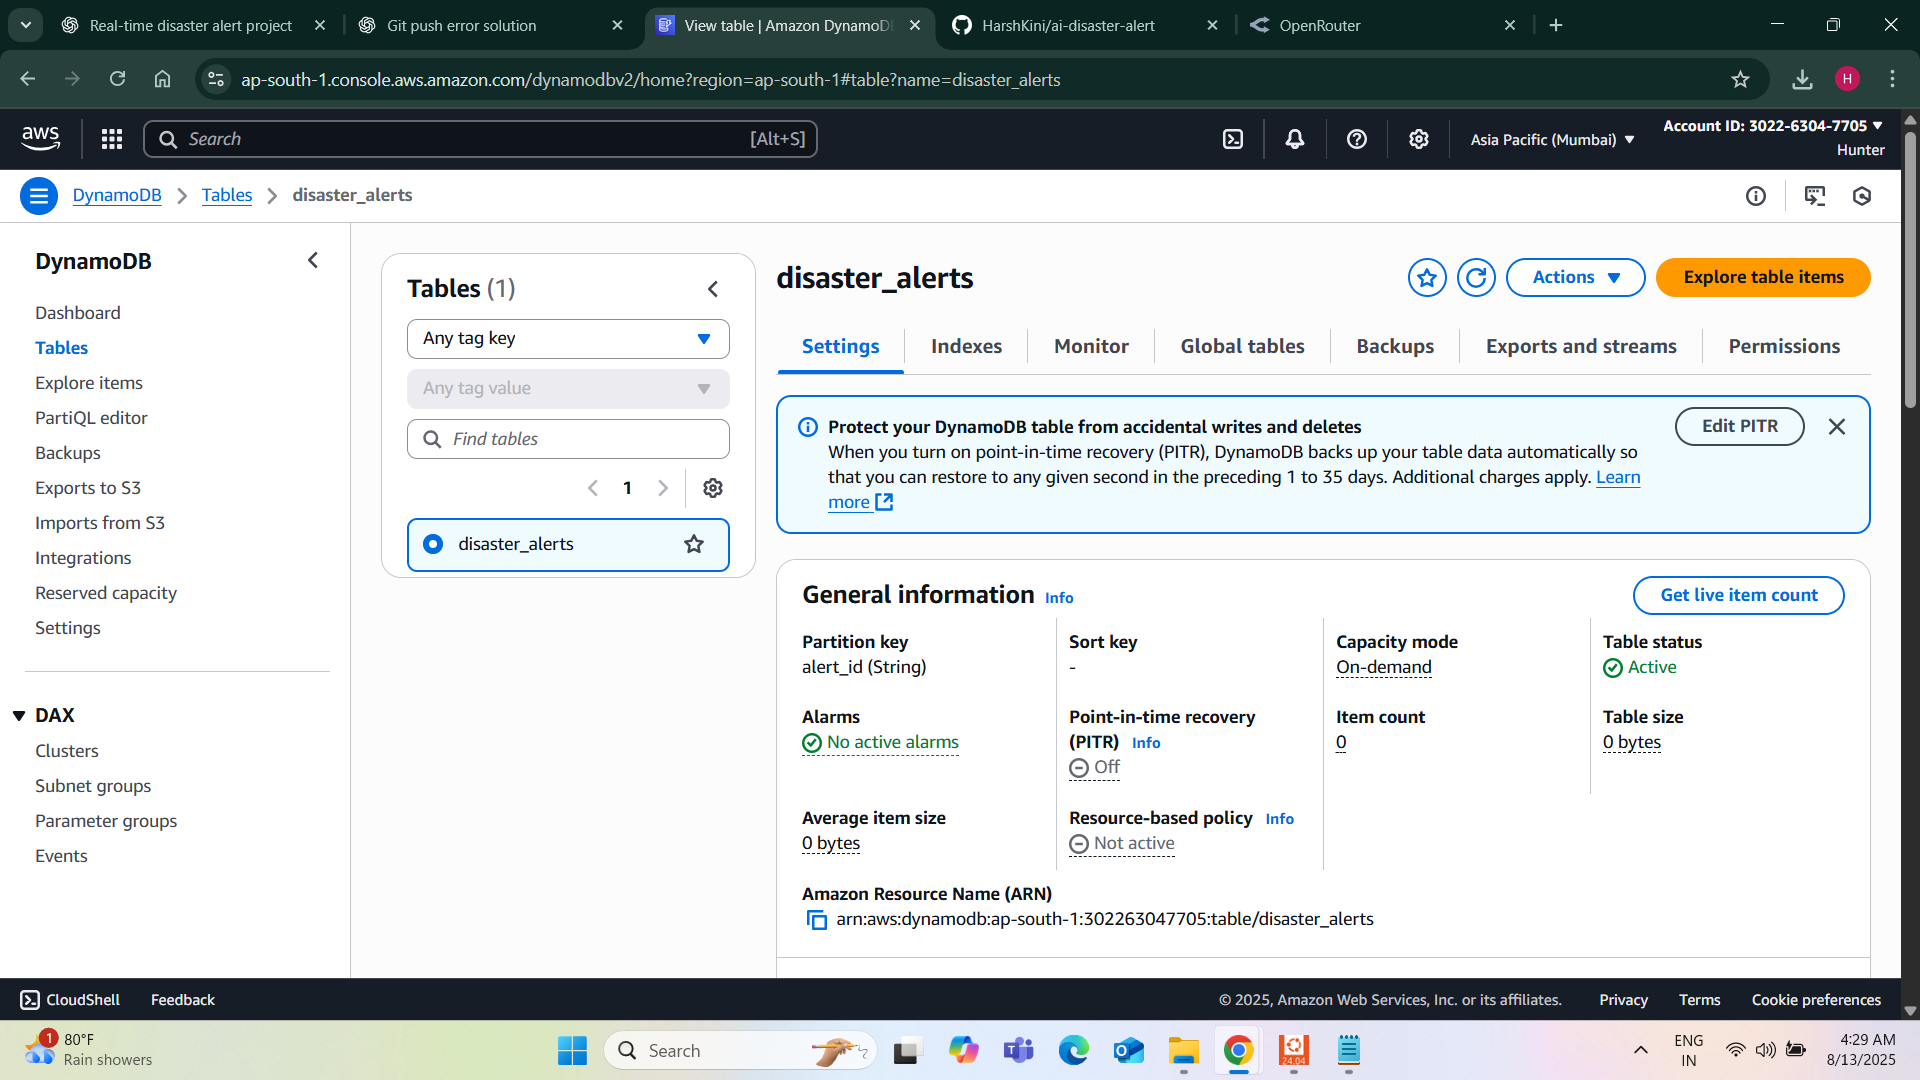 Real-time disaster alert project
Git push error solution
View table | Amazon DynamoDB
HarshKini/ai-disaster-alert
OpenRouter
ap-south-1.console.aws.amazon.com/dynamodbv2/home?region=ap-south-1#table?name=disaster_alerts
H
aws
Search
[Alt+S]
Asia Pacific (Mumbai)
Account ID: 3022-6304-7705
Hunter
DynamoDB
Tables
disaster_alerts
DynamoDB
Dashboard
Tables
Explore items
PartiQL editor
Backups
Exports to S3
Imports from S3
Integrations
Reserved capacity
Settings
DAX
Clusters
Subnet groups
Parameter groups
Events
Tables (1)
Any tag key
Any tag value
Find tables
1
disaster_alerts
disaster_alerts
Actions
Explore table items
Settings
Indexes
Monitor
Global tables
Backups
Exports and streams
Permissions
Protect your DynamoDB table from accidental writes and deletes
When you turn on point-in-time recovery (PITR), DynamoDB backs up your table data automatically so
that you can restore to any given second in the preceding 1 to 35 days. Additional charges apply. Learn
more
Edit PITR
General information Info
Get live item count
Partition key
alert_id (String)
Sort key
-
Capacity mode
On-demand
Table status
Active
Alarms
No active alarms
Point-in-time recovery
(PITR) Info
Off
Item count
0
Table size
0 bytes
Average item size
0 bytes
Resource-based policy Info
Not active
Amazon Resource Name (ARN)
arn:aws:dynamodb:ap-south-1:302263047705:table/disaster_alerts
CloudShell
Feedback
© 2025, Amazon Web Services, Inc. or its affiliates.
Privacy
Terms
Cookie preferences
1
80°F
Rain showers
Search
24.04
ENG
IN
4:29 AM
8/13/2025